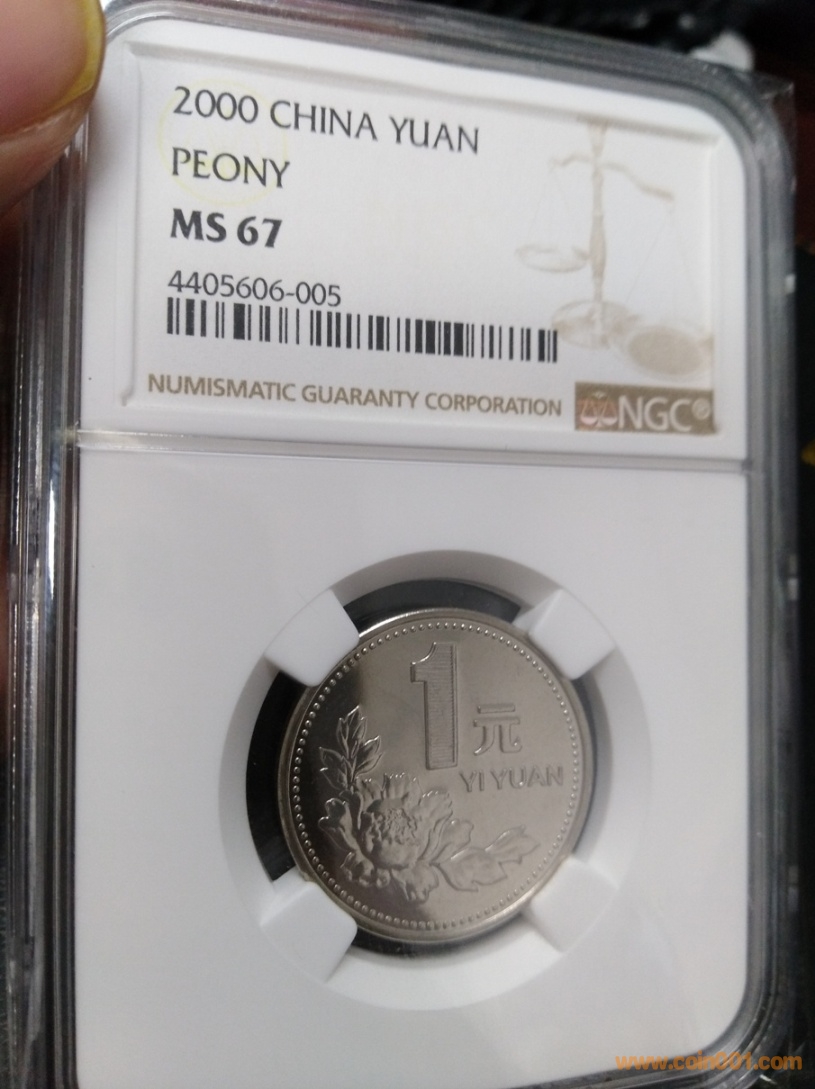 2000 CHINA YUAN
PEONY
MS 67
4405606-005
NUMISMATIC GUARANTY CORPORATION
NGC®
1元
YI YUAN
www.coin001.com